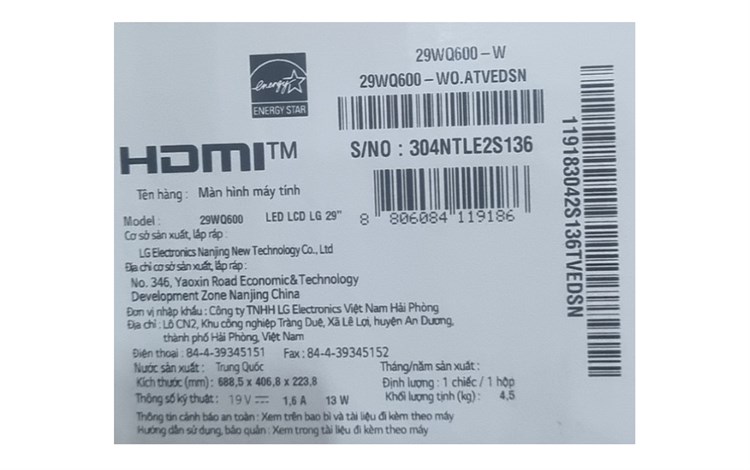 29WQ600-W
29WQ600-WO.ATVEDSN
energy
ENERGY STAR
HDMI™
S/NO : 304NTLE2S136
8 806084 119186
119183042S136TVEDSN
Tên hàng : Màn hình máy tính
Model : 29WQ600 LED LCD LG 29"
Cơ sở sản xuất, lắp ráp :
LG Electronics Nanjing New Technology Co., Ltd
Địa chỉ cơ sở sản xuất, lắp ráp :
No. 346, Yaoxin Road Economic & Technology
Development Zone Nanjing China
Đơn vị nhập khẩu : Công ty TNHH LG Electronics Việt Nam Hải Phòng
Địa chỉ : Lô CN2, Khu công nghiệp Tràng Duệ, Xã Lê Lợi, huyện An Dương,
thành phố Hải Phòng, Việt Nam
Điện thoại : 84-4-39345151 Fax : 84-4-39345152
Nước sản xuất : Trung Quốc Tháng/năm sản xuất :
Kích thước (mm) : 688,5 x 406,8 x 223,8 Định lượng : 1 chiếc / 1 hộp
Thông số kỹ thuật : 19 V ⎓ 1,6 A 13 W Khối lượng tịnh (kg) : 4,5
Thông tin cảnh báo an toàn : Xem trên bao bì và tài liệu đi kèm theo máy
Hướng dẫn sử dụng, bảo quản : Xem trong tài liệu đi kèm theo máy